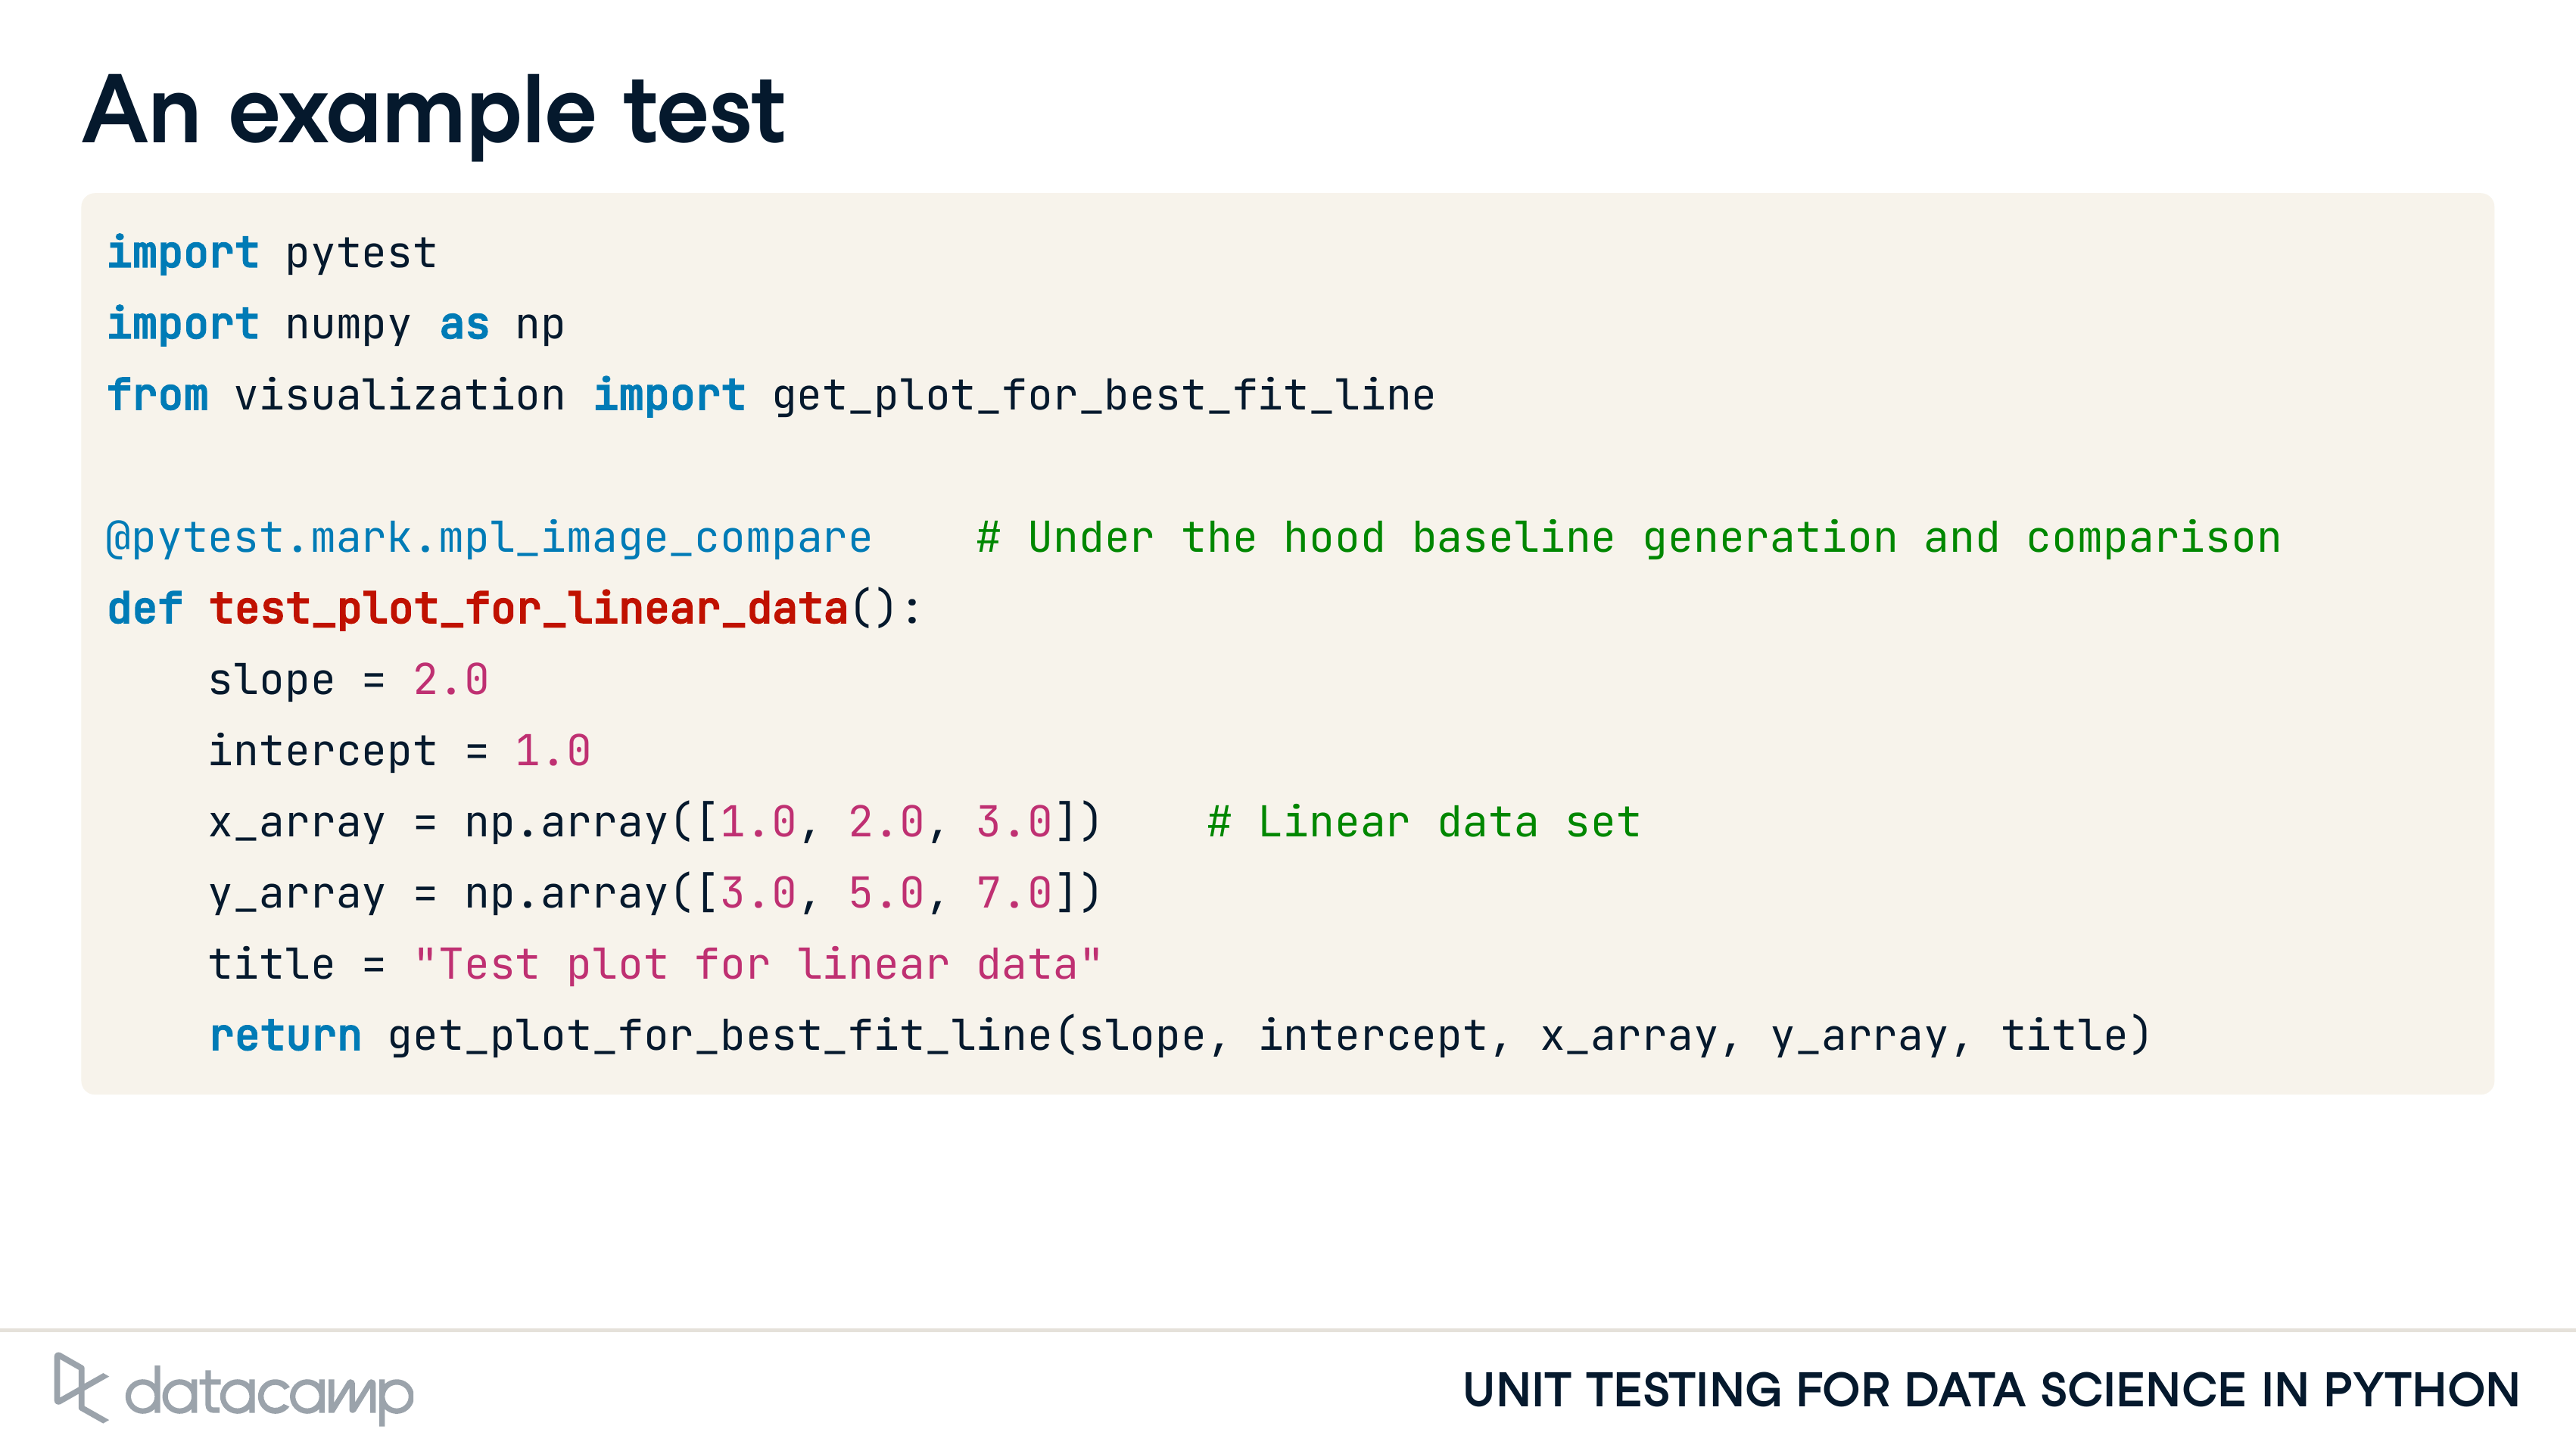 An example test
import pytest
import numpy as np
from visualization import get_plot_for_best_fit_line

@pytest.mark.mpl_image_compare    # Under the hood baseline generation and comparison
def test_plot_for_linear_data():
    slope = 2.0
    intercept = 1.0
    x_array = np.array([1.0, 2.0, 3.0])    # Linear data set
    y_array = np.array([3.0, 5.0, 7.0])
    title = "Test plot for linear data"
    return get_plot_for_best_fit_line(slope, intercept, x_array, y_array, title)
datacamp
UNIT TESTING FOR DATA SCIENCE IN PYTHON